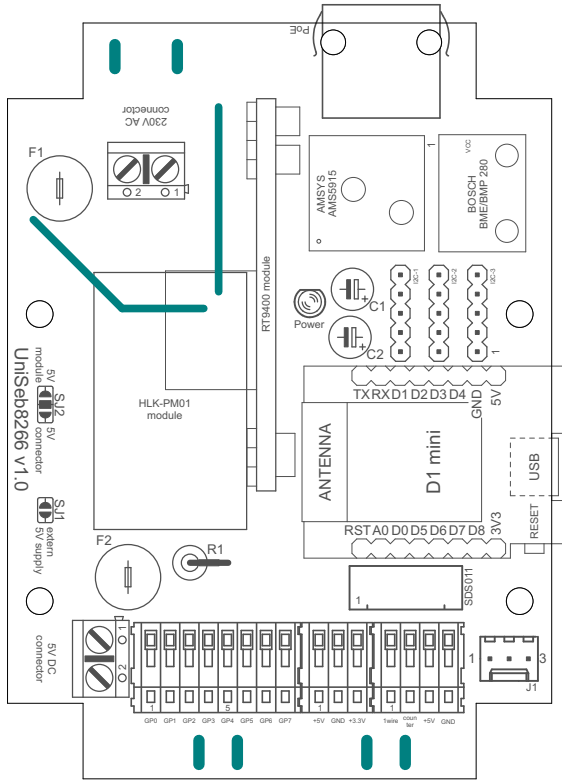 PoE
230V AC
connector
F1
2
1
AMSYS
AMS5915
1
VCC
BOSCH
BME/BMP 280
RT9400 module
I2C-1
I2C-2
I2C-3
C1
+
Power
C2
+
1
HLK-PM01
module
UniSeb8266 v1.0
5V
module
SJ2
5V
connector
SJ1
extern
5V supply
TX RX D1 D2 D3 D4 GND 5V
ANTENNA
D1 mini
USB
RESET
RST A0 D0 D5 D6 D7 D8 3V3
F2
R1
1
SDS011
5V DC
connector
1
2
1
3
J1
1
5
1
1
GP0 GP1 GP2 GP3 GP4 GP5 GP6 GP7 +5V GND +3.3V 1wire coun
ter +5V GND